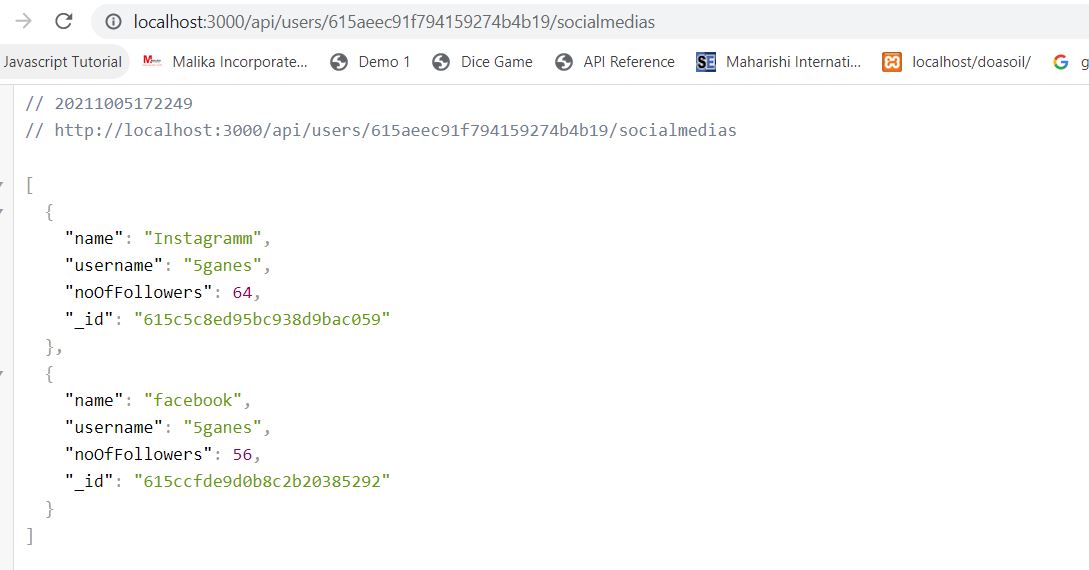 localhost:3000/api/users/615aeec91f794159274b4b19/socialmedias
Javascript Tutorial Malika Incorporate... Demo 1 Dice Game API Reference SE Maharishi Internati... localhost/doasoil/ g
// 20211005172249
// http://localhost:3000/api/users/615aeec91f794159274b4b19/socialmedias
[
{
"name": "Instagramm",
"username": "5ganes",
"noOfFollowers": 64,
"_id": "615c5c8ed95bc938d9bac059"
},
{
"name": "facebook",
"username": "5ganes",
"noOfFollowers": 56,
"_id": "615ccfde9d0b8c2b20385292"
}
]